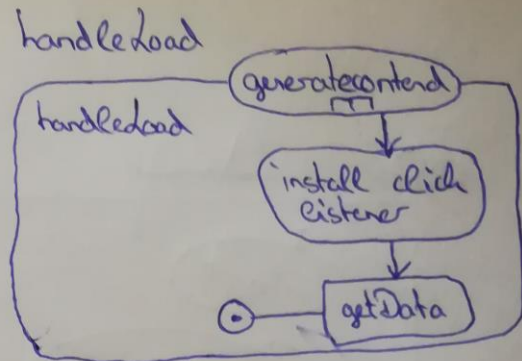 handleLoad
generatecontend
handleLoad
install click
listener
getData